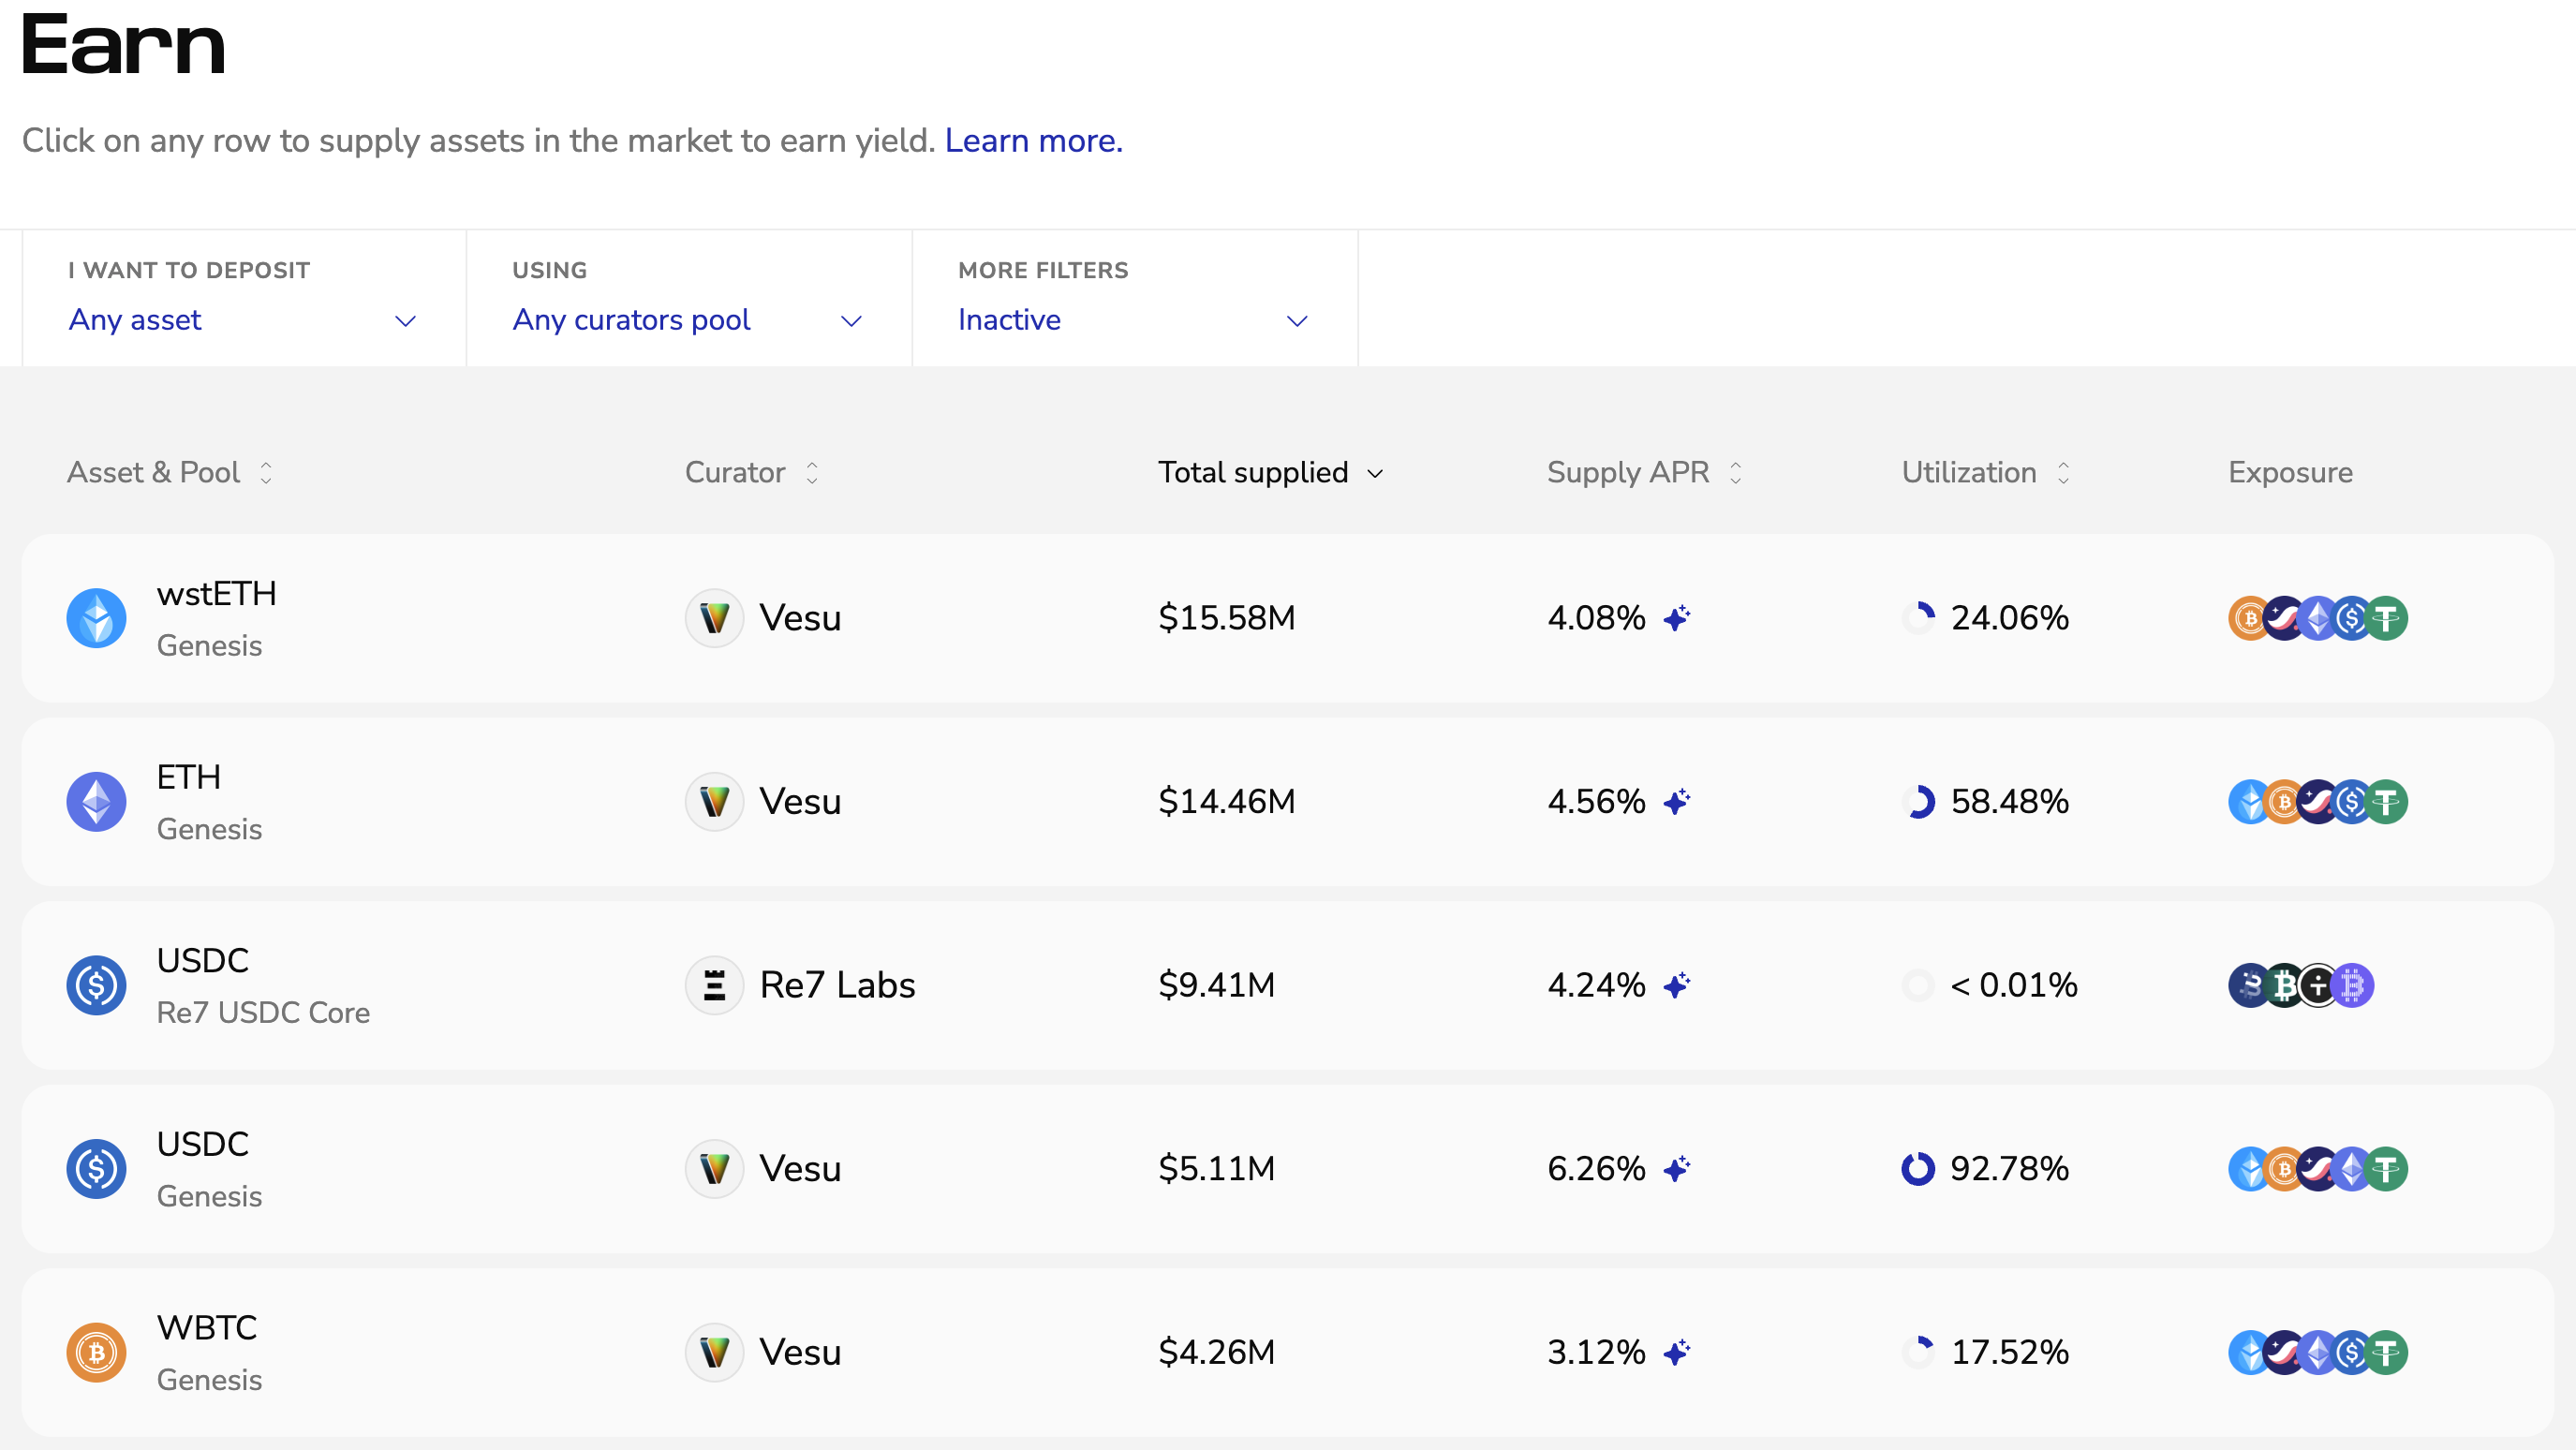 Earn
Click on any row to supply assets in the market to earn yield. Learn more.
I WANT TO DEPOSIT USING MORE FILTERS
Any asset Any curators pool Inactive
Asset & Pool Curator Total supplied Supply APR Utilization Exposure
wstETH
Genesis
Vesu $15.58M 4.08% 24.06%
ETH
Genesis
Vesu $14.46M 4.56% 58.48%
USDC
Re7 USDC Core
Re7 Labs $9.41M 4.24% < 0.01%
USDC
Genesis
Vesu $5.11M 6.26% 92.78%
WBTC
Genesis
Vesu $4.26M 3.12% 17.52%